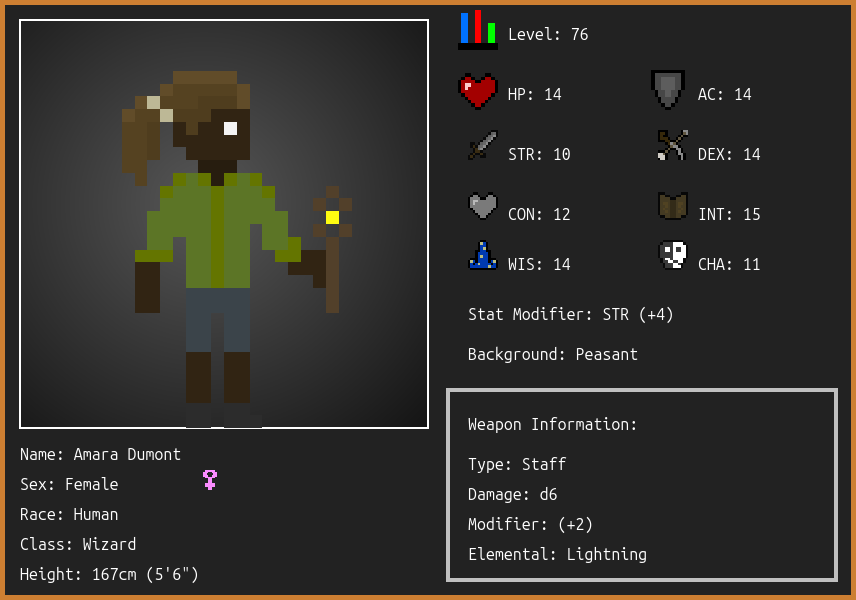 Level: 76
HP: 14
AC: 14
STR: 10
DEX: 14
CON: 12
INT: 15
WIS: 14
CHA: 11
Stat Modifier: STR (+4)
Background: Peasant
Weapon Information:
Type: Staff
Damage: d6
Modifier: (+2)
Elemental: Lightning
Name: Amara Dumont
Sex: Female
Race: Human
Class: Wizard
Height: 167cm (5'6")